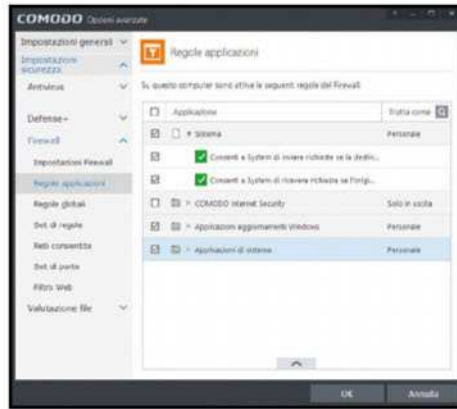 COMODO Opzioni avanzate
Impostazioni generali
Impostazioni sicurezza
Antivirus
Defense+
Firewall
Impostazioni Firewall
Regole applicazioni
Regole globali
Set di regole
Reti consentite
Set di porte
Filtro Web
Valutazione file
Regole applicazioni
Su questo computer sono attive le seguenti regole del Firewall.
Applicazione
Tratta come
Sistema
Personale
Consenti a System di inviare richieste se la destin...
Consenti a System di ricevere richieste se l'origi...
COMODO Internet Security
Solo in uscita
Applicazioni aggiornamenti Windows
Personale
Applicazioni di sistema
Personale
OK
Annulla